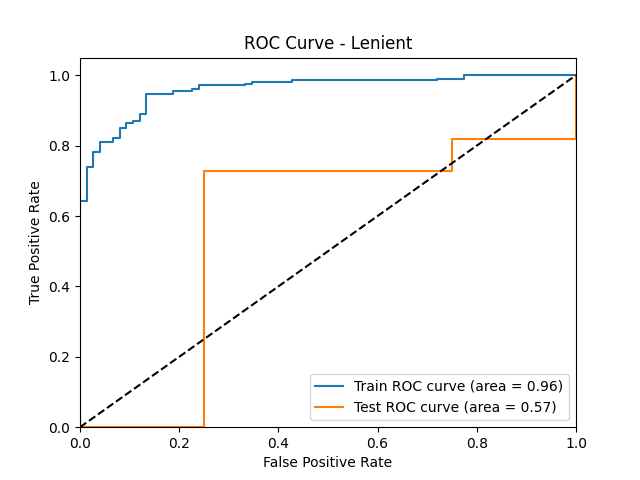 ROC Curve - Lenient
True Positive Rate
1.0
0.8
0.6
0.4
0.2
0.0
Train ROC curve (area = 0.96)
Test ROC curve (area = 0.57)
0.0 0.2 0.4 0.6 0.8 1.0
False Positive Rate